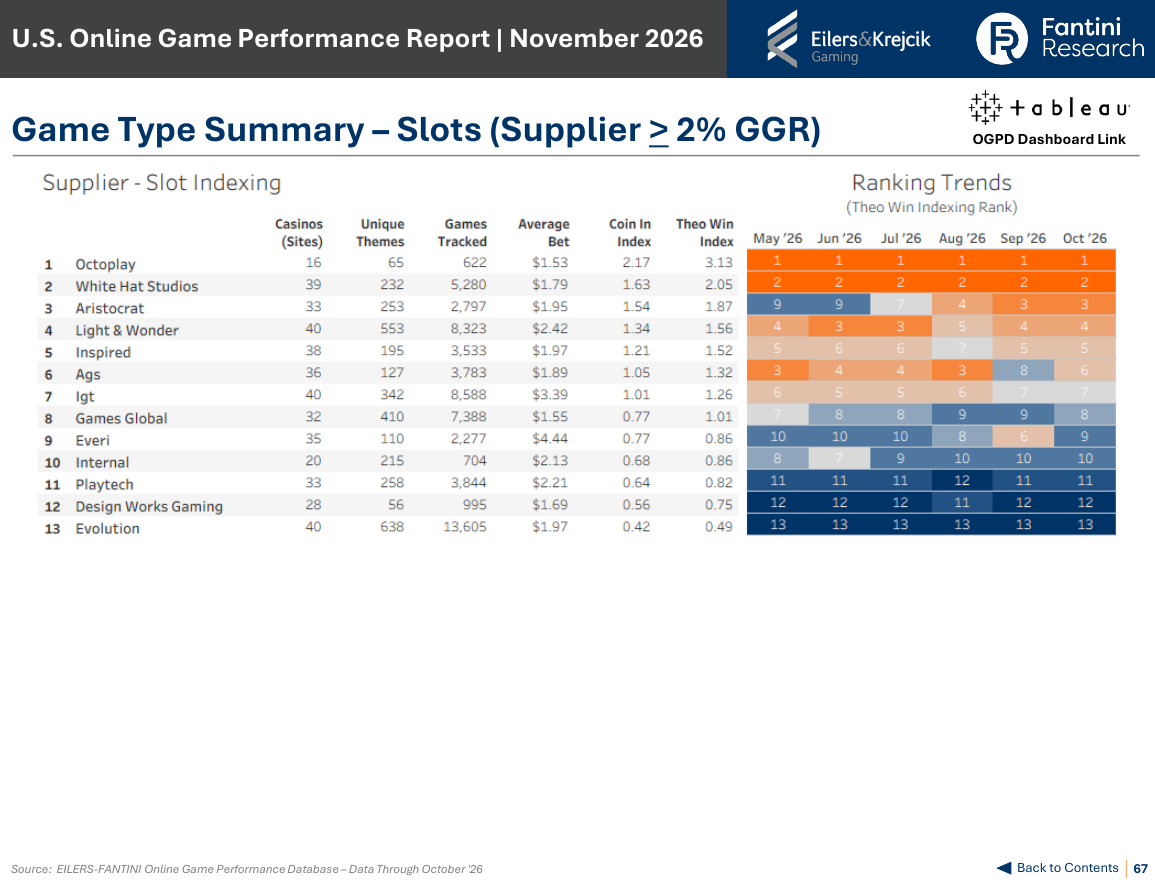 U.S. Online Game Performance Report | November 2026
Eilers&Krejcik
Gaming
Fantini
Research
Game Type Summary – Slots (Supplier ≥ 2% GGR)
+ a b | e a u
OGPD Dashboard Link
Supplier - Slot Indexing
Ranking Trends
(Theo Win Indexing Rank)
Casinos (Sites) Unique Themes Games Tracked Average Bet Coin In Index Theo Win Index May '26 Jun '26 Jul '26 Aug '26 Sep '26 Oct '26
1 Octoplay 16 65 622 $1.53 2.17 3.13 1 1 1 1 1 1
2 White Hat Studios 39 232 5,280 $1.79 1.63 2.05 2 2 2 2 2 2
3 Aristocrat 33 253 2,797 $1.95 1.54 1.87 9 9 7 4 3 3
4 Light & Wonder 40 553 8,323 $2.42 1.34 1.56 4 3 3 5 4 4
5 Inspired 38 195 3,533 $1.97 1.21 1.52 5 6 6 7 5 5
6 Ags 36 127 3,783 $1.89 1.05 1.32 3 4 4 3 8 6
7 Igt 40 342 8,588 $3.39 1.01 1.26 6 5 5 6 7 7
8 Games Global 32 410 7,388 $1.55 0.77 1.01 7 8 8 9 9 8
9 Everi 35 110 2,277 $4.44 0.77 0.86 10 10 10 8 6 9
10 Internal 20 215 704 $2.13 0.68 0.86 8 7 9 10 10 10
11 Playtech 33 258 3,844 $2.21 0.64 0.82 11 11 11 12 11 11
12 Design Works Gaming 28 56 995 $1.69 0.56 0.75 12 12 12 11 12 12
13 Evolution 40 638 13,605 $1.97 0.42 0.49 13 13 13 13 13 13
Source: EILERS-FANTINI Online Game Performance Database – Data Through October '26
Back to Contents | 67